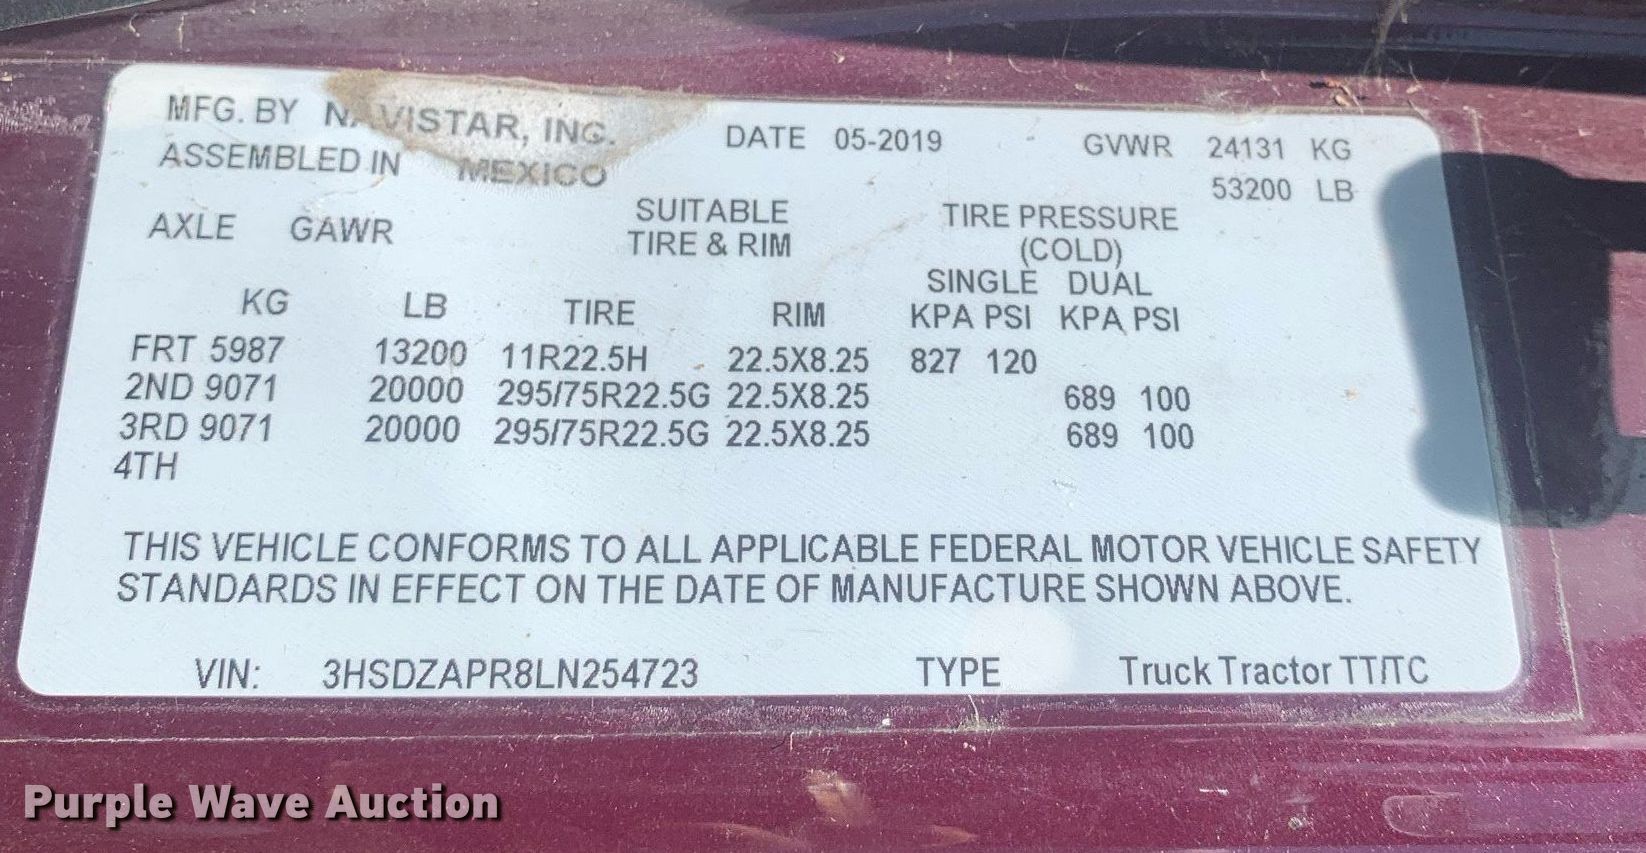 MFG. BY NAVISTAR, INC. DATE 05-2019 GVWR 24131 KG
ASSEMBLED IN MEXICO 53200 LB
AXLE GAWR SUITABLE TIRE PRESSURE
TIRE & RIM (COLD)
SINGLE DUAL
KG LB TIRE RIM KPA PSI KPA PSI
FRT 5987 13200 11R22.5H 22.5X8.25 827 120
2ND 9071 20000 295/75R22.5G 22.5X8.25 689 100
3RD 9071 20000 295/75R22.5G 22.5X8.25 689 100
4TH
THIS VEHICLE CONFORMS TO ALL APPLICABLE FEDERAL MOTOR VEHICLE SAFETY
STANDARDS IN EFFECT ON THE DATE OF MANUFACTURE SHOWN ABOVE.
VIN: 3HSDZAPR8LN254723 TYPE Truck Tractor TT/TC
Purple Wave Auction